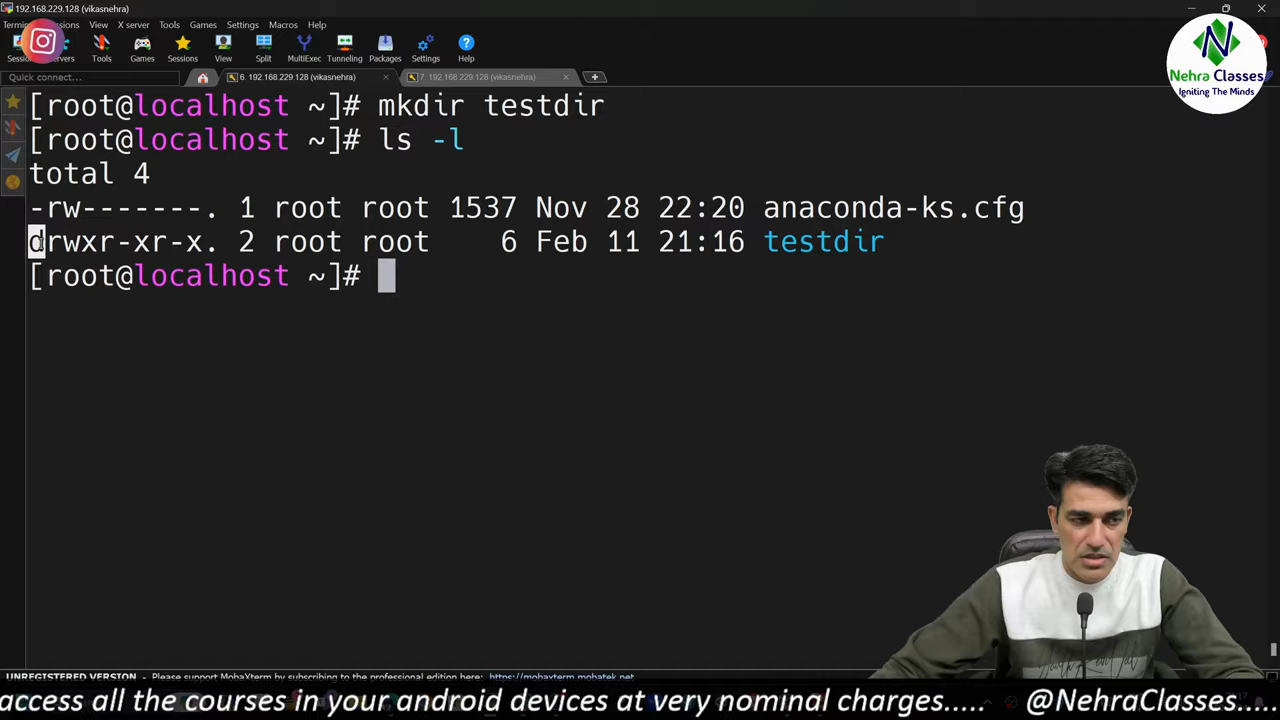 192.168.229.128 (vikasnehra)
View X server Tools Games Settings Macros Help
Tools Games Sessions View Split MultiExec Tunneling Packages Settings Help
Quick connect...
6. 192.168.229.128 (vikasnehra)
7. 192.168.229.128 (vikasnehra)
Nehra Classes
Igniting The Minds
[root@localhost ~]# mkdir testdir
[root@localhost ~]# ls -l
total 4
-rw-------. 1 root root 1537 Nov 28 22:20 anaconda-ks.cfg
drwxr-xr-x. 2 root root 6 Feb 11 21:16 testdir
[root@localhost ~]#
UNREGISTERED VERSION - Please support MobaXterm by subscribing to the professional edition here: https://mobaxterm.mobatek.net
access all the courses in your android devices at very nominal charges..... @NehraClasses.....